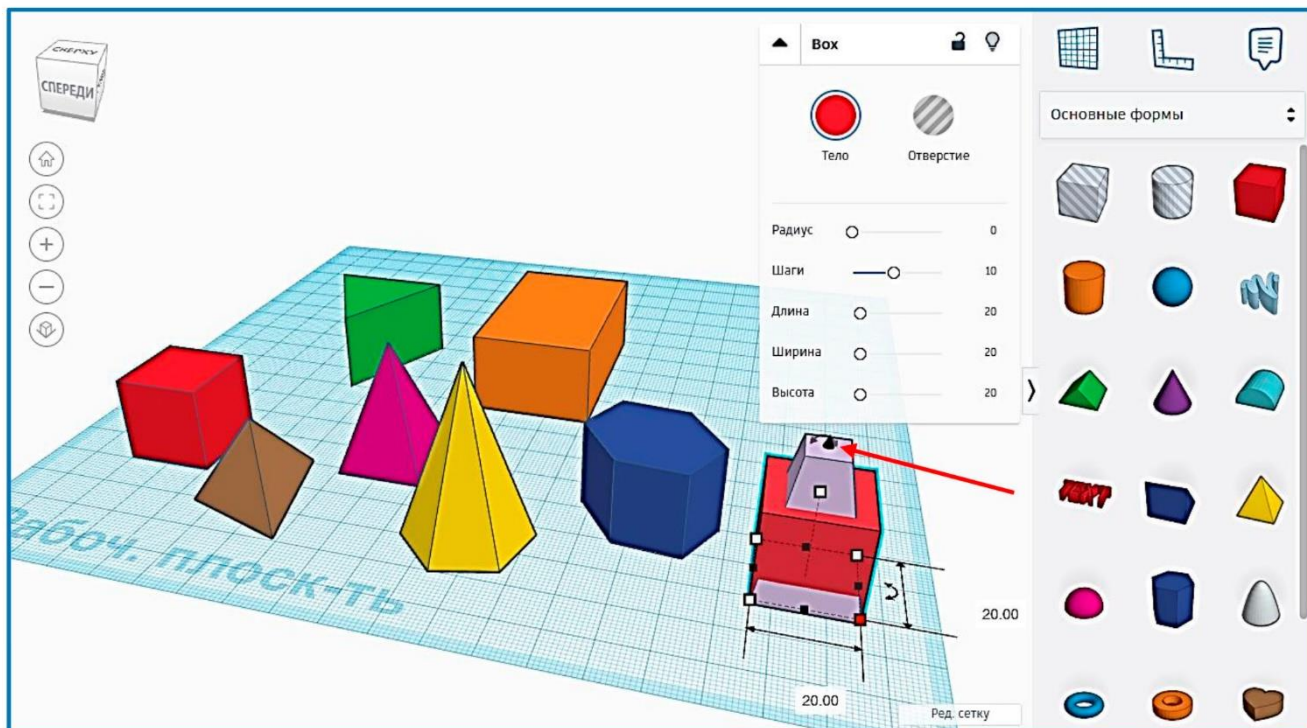 СВЕРХУ
СПЕРЕДИ
Box
Тело
Отверстие
Радиус 0
Шаги 10
Длина 20
Ширина 20
Высота 20
Основные формы
TEXT
плоск-ть
20.00
20.00
Ред. сетку